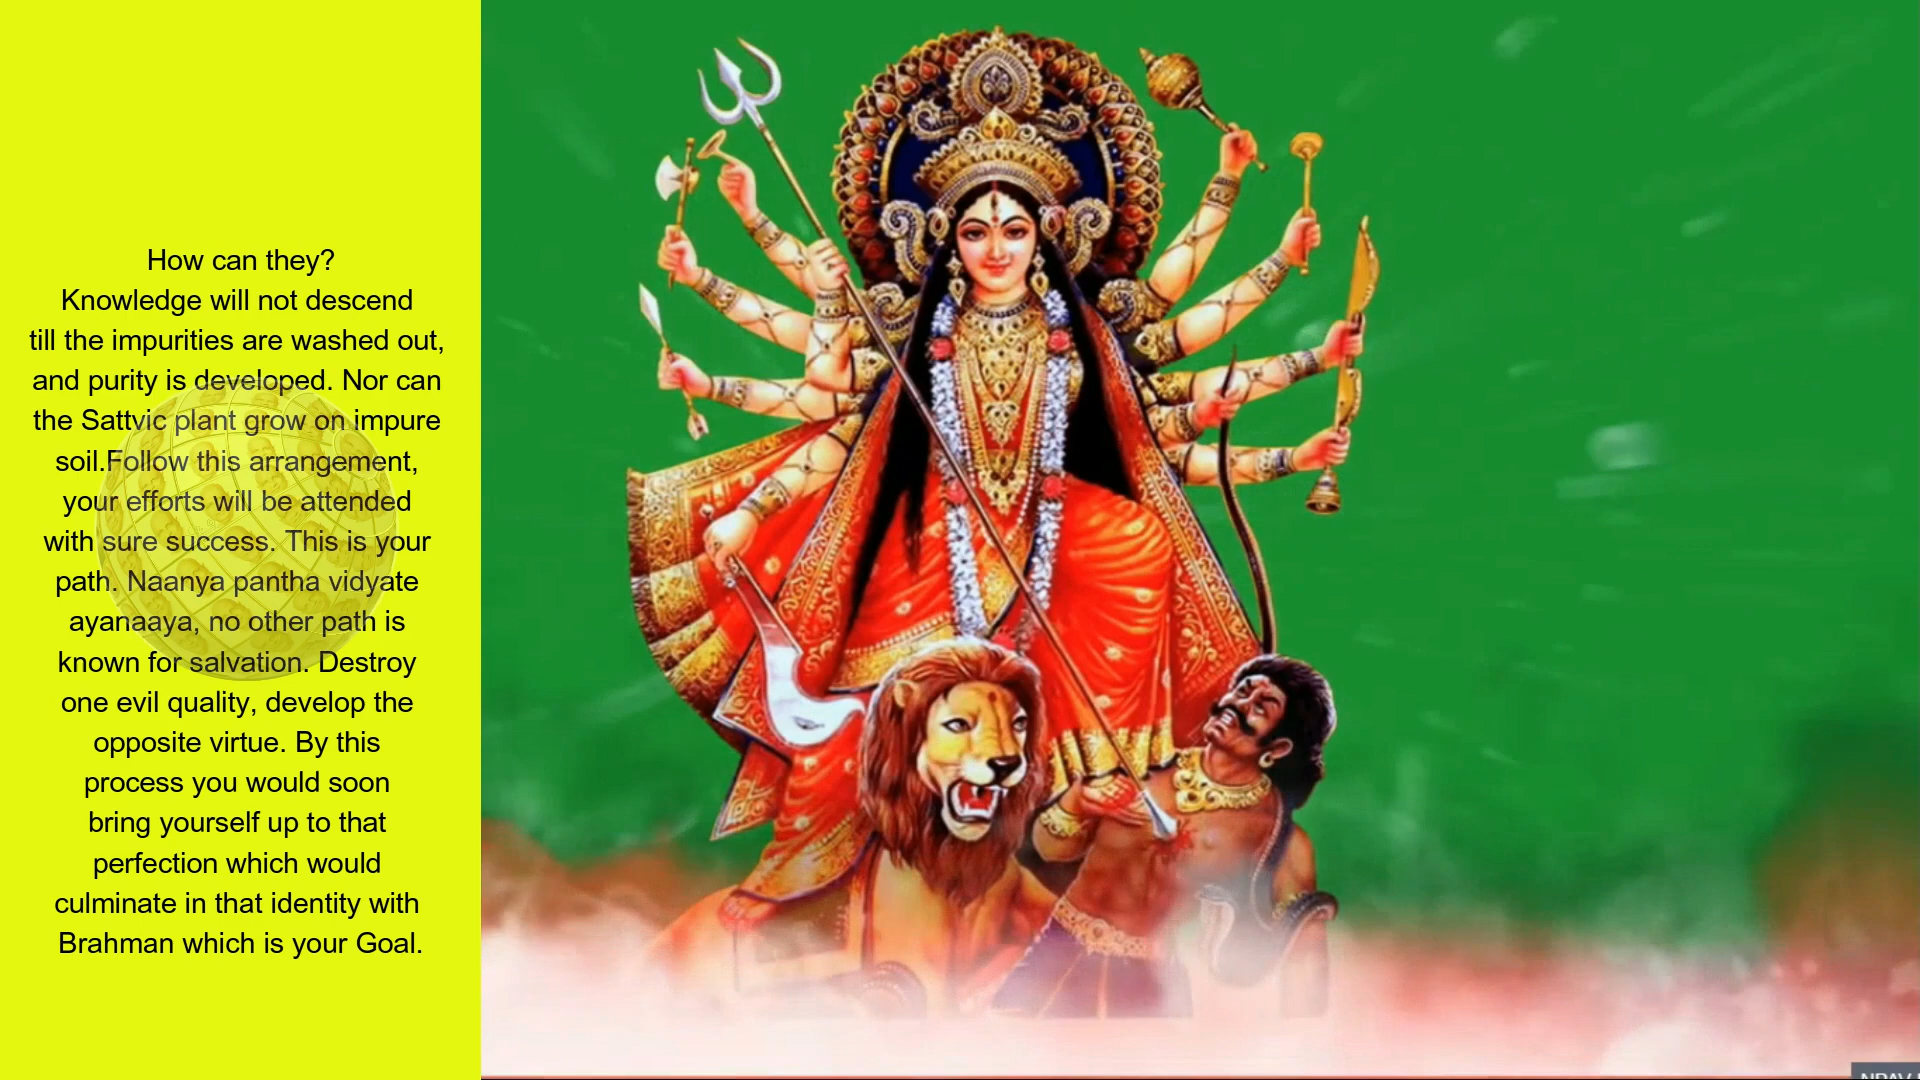 How can they?
Knowledge will not descend
till the impurities are washed out,
and purity is developed. Nor can
the Sattvic plant grow on impure
soil.Follow this arrangement,
your efforts will be attended
with sure success. This is your
path. Naanya pantha vidyate
ayanaaya, no other path is
known for salvation. Destroy
one evil quality, develop the
opposite virtue. By this
process you would soon
bring yourself up to that
perfection which would
culminate in that identity with
Brahman which is your Goal.